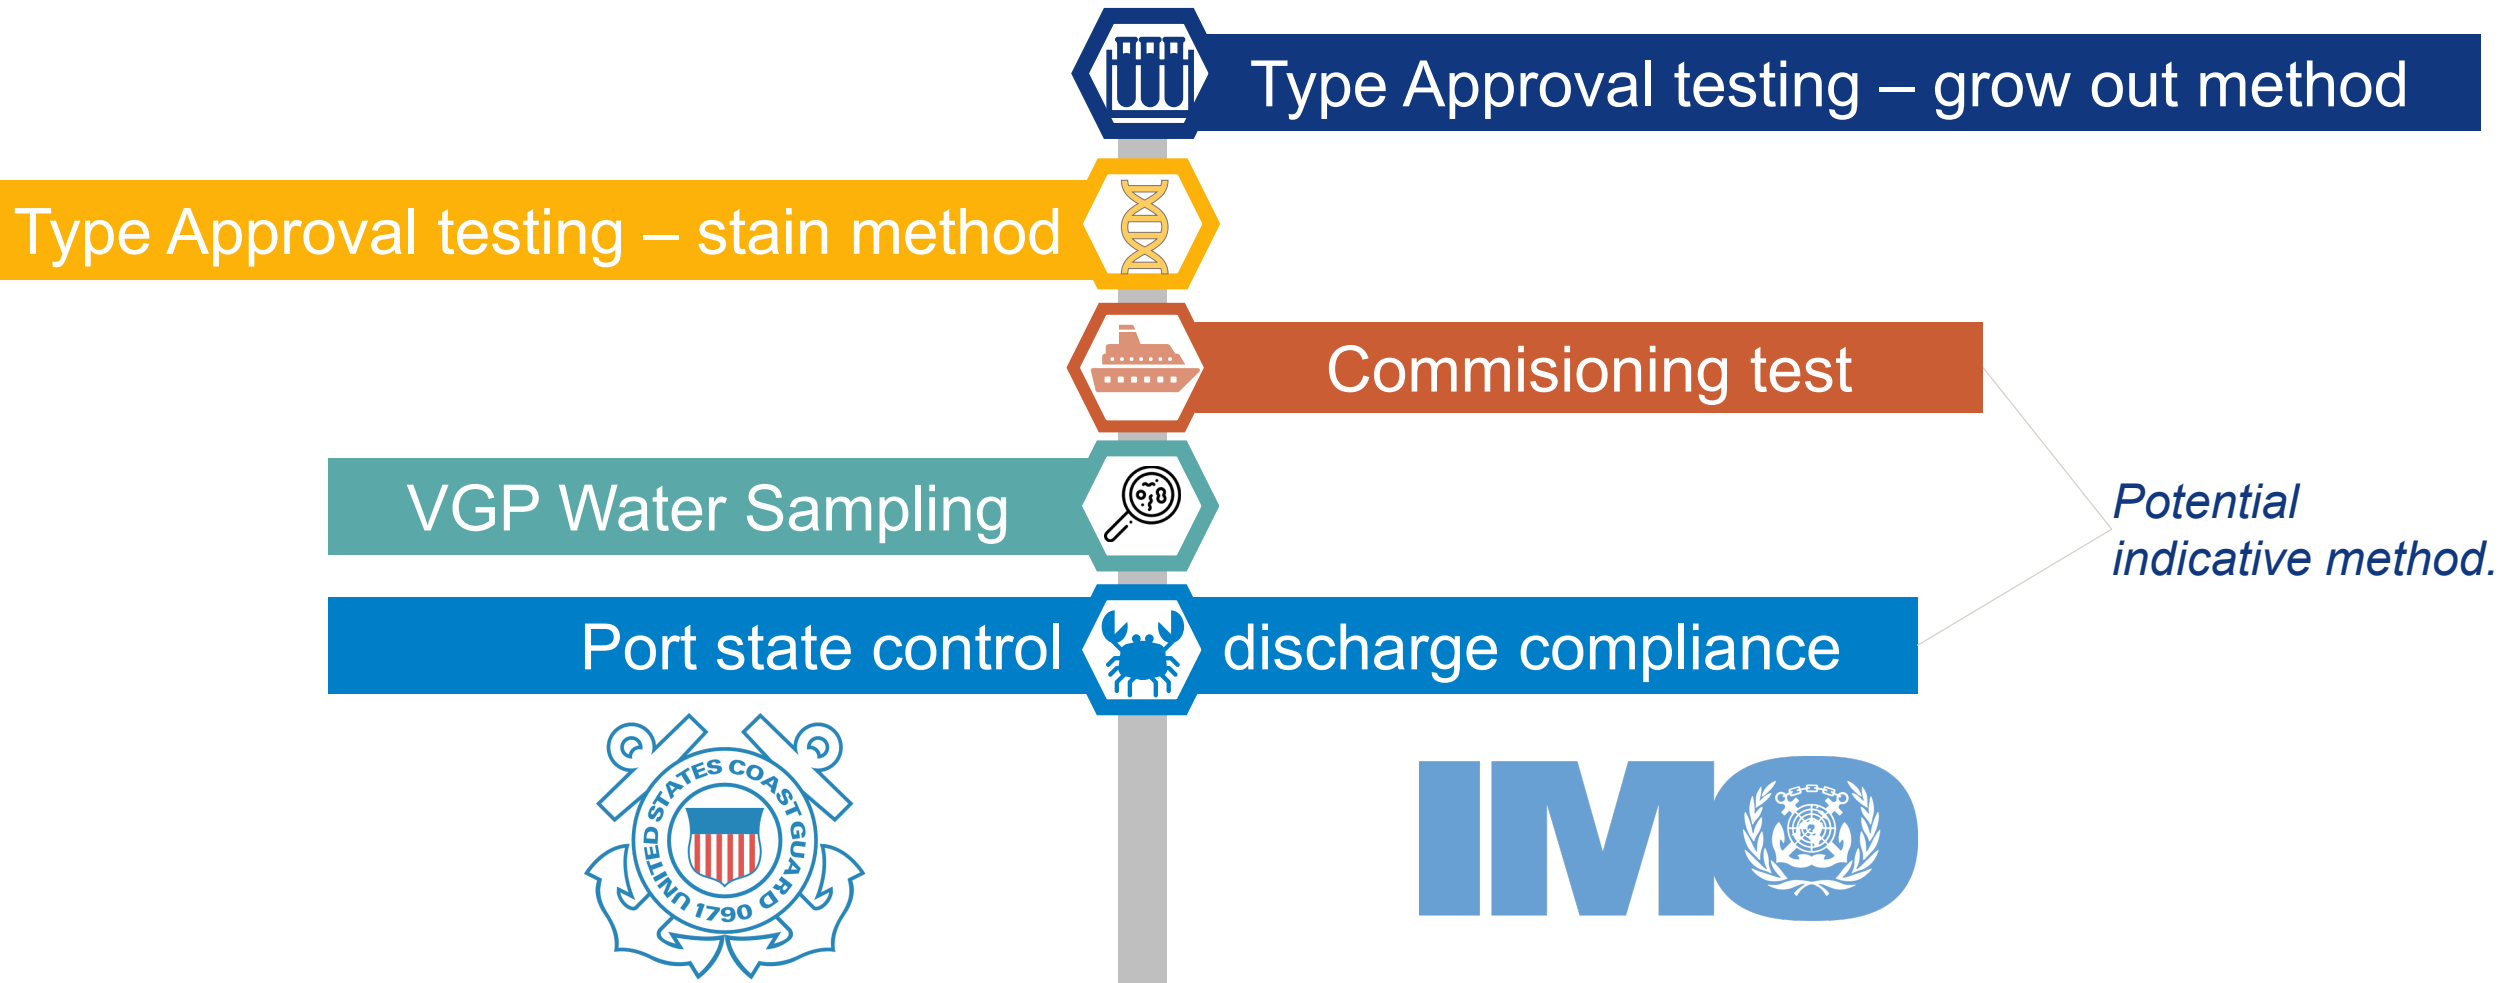 Type Approval testing – grow out method
Type Approval testing – stain method
Commissioning test
VGP Water Sampling
Potential
indicative method.
Port state control discharge compliance
UNITED STATES COAST GUARD
1790
IMO